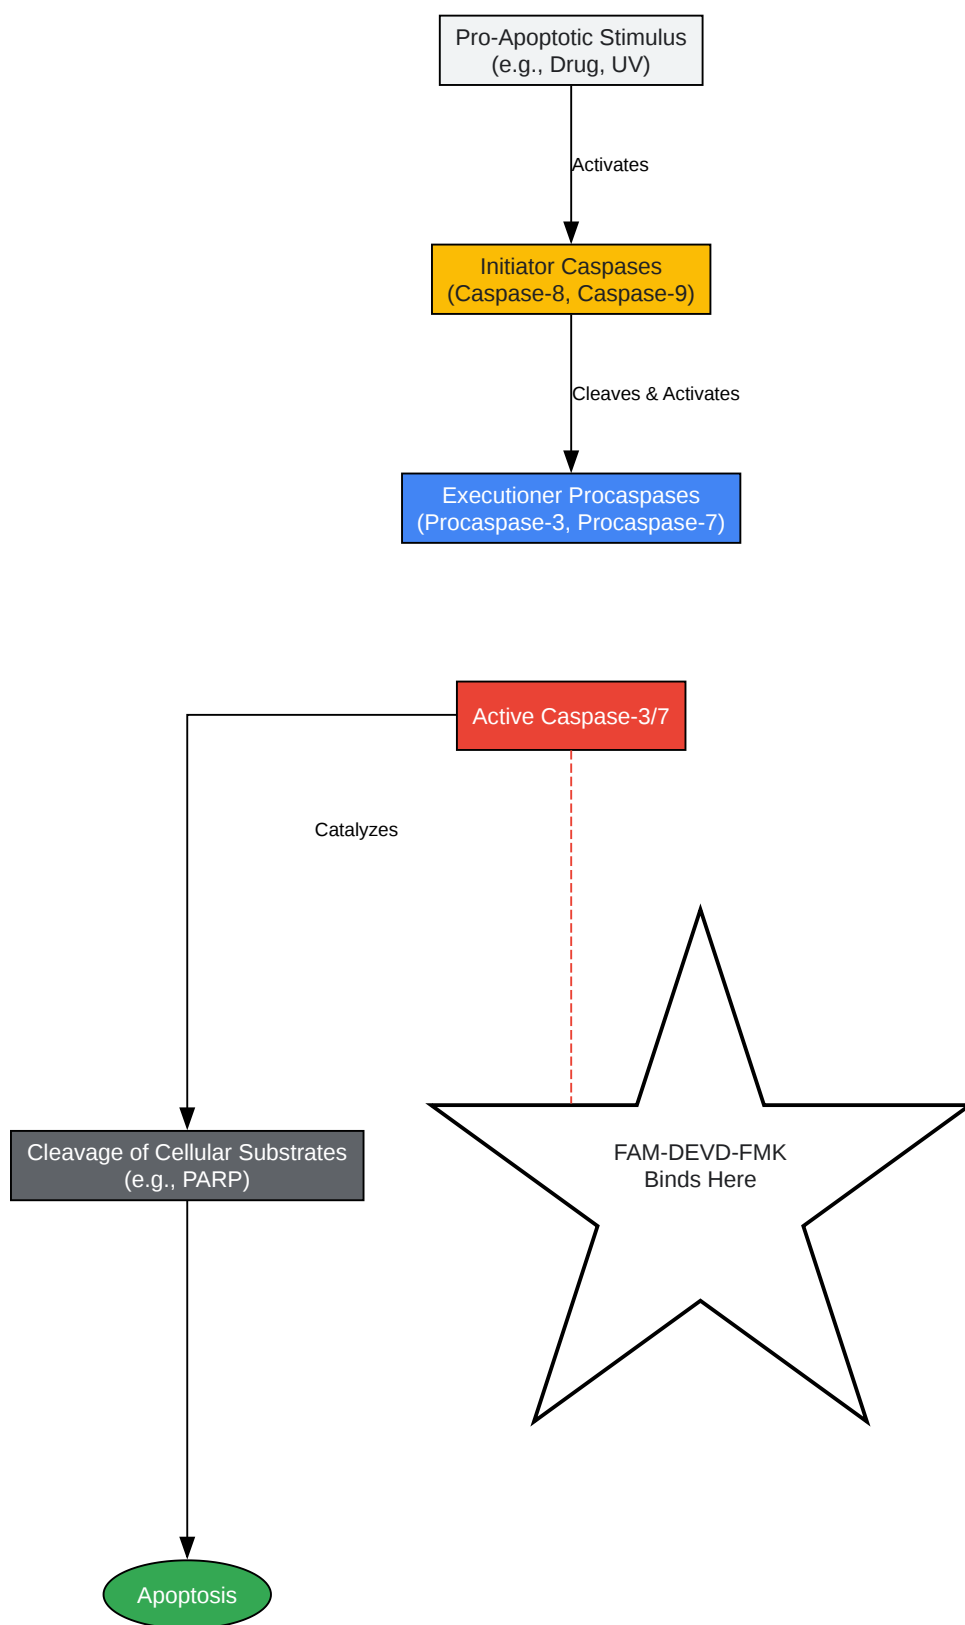 Pro-Apoptotic Stimulus
(e.g., Drug, UV)
Activates
Initiator Caspases
(Caspase-8, Caspase-9)
Cleaves & Activates
Executioner Procaspases
(Procaspase-3, Procaspase-7)
Active Caspase-3/7
Catalyzes
Cleavage of Cellular Substrates
(e.g., PARP)
FAM-DEVD-FMK
Binds Here
Apoptosis